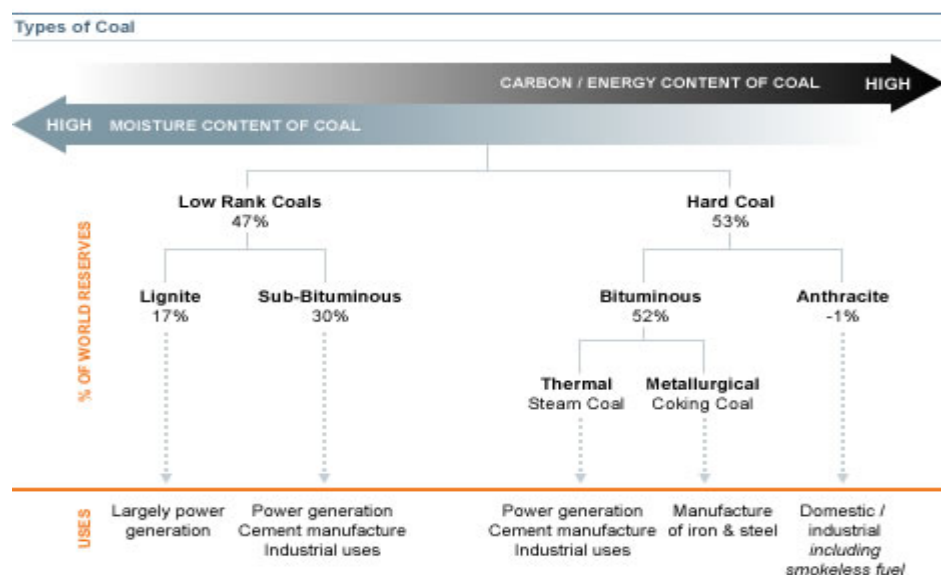 Types of Coal
CARBON / ENERGY CONTENT OF COAL HIGH
HIGH MOISTURE CONTENT OF COAL
% OF WORLD RESERVES
Low Rank Coals
47%
Hard Coal
53%
Lignite
17%
Sub-Bituminous
30%
Bituminous
52%
Anthracite
-1%
Thermal
Steam Coal
Metallurgical
Coking Coal
USES
Largely power
generation
Power generation
Cement manufacture
Industrial uses
Power generation
Cement manufacture
Industrial uses
Manufacture
of iron & steel
Domestic /
industrial
including
smokeless fuel